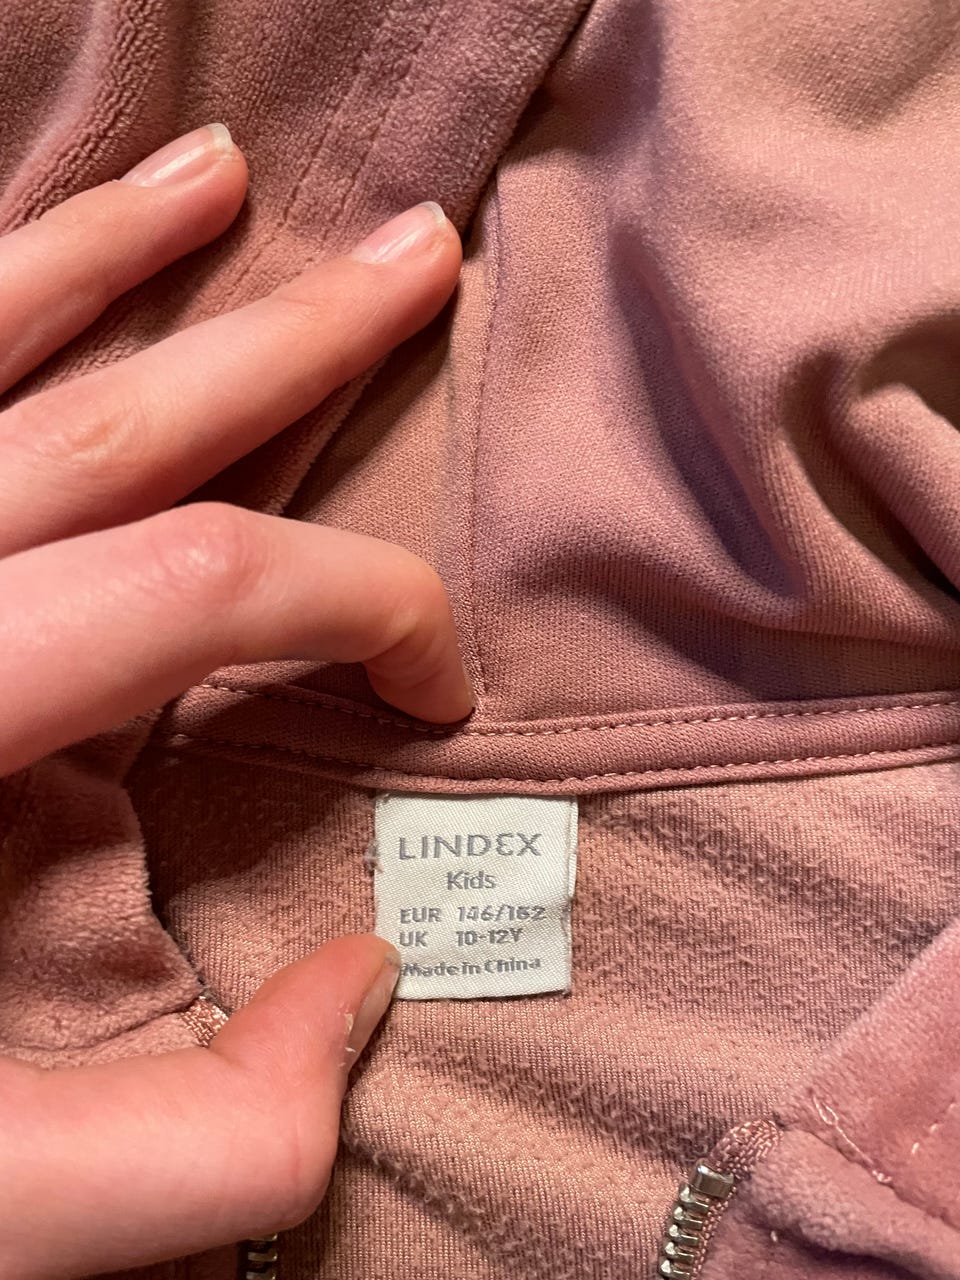 LINDEX
Kids
EUR 146/152
UK 10-12Y
Made in China